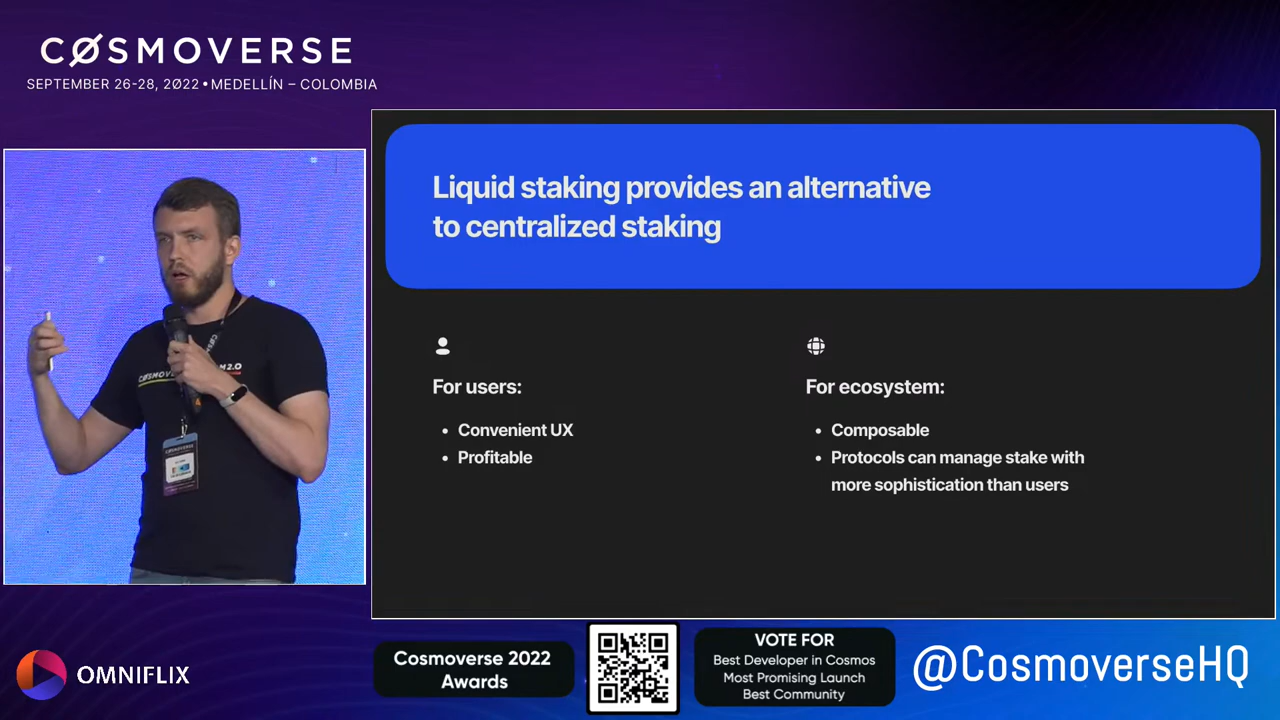 CØSMOVERSE
SEPTEMBER 26-28, 2022 • MEDELLÍN – COLOMBIA
Liquid staking provides an alternative
to centralized staking
For users:
• Convenient UX
• Profitable
For ecosystem:
• Composable
• Protocols can manage stake with
more sophistication than users
OMNIFLIX
Cosmoverse 2022
Awards
VOTE FOR
Best Developer in Cosmos
Most Promising Launch
Best Community
@CosmoverseHQ